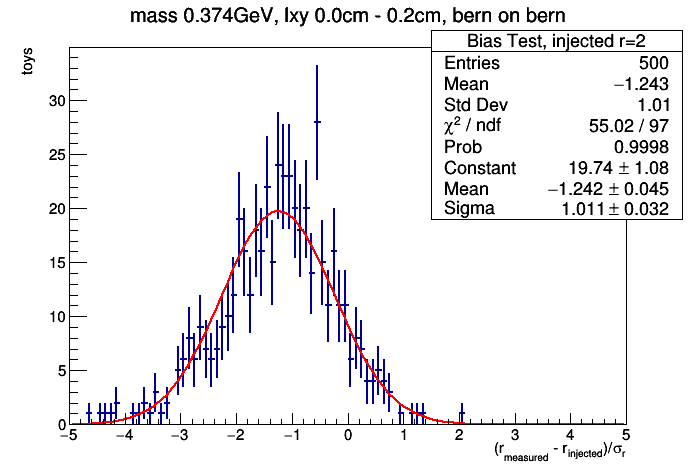 mass 0.374GeV, lxy 0.0cm - 0.2cm, bern on bern
Bias Test, injected r=2
Entries 500
Mean −1.243
Std Dev 1.01
χ² / ndf 55.02 / 97
Prob 0.9998
Constant 19.74 ± 1.08
Mean −1.242 ± 0.045
Sigma 1.011 ± 0.032
toys
30
25
20
15
10
5
0
−5 −4 −3 −2 −1 0 1 2 3 4 5
(r_measured - r_injected)/σ_r